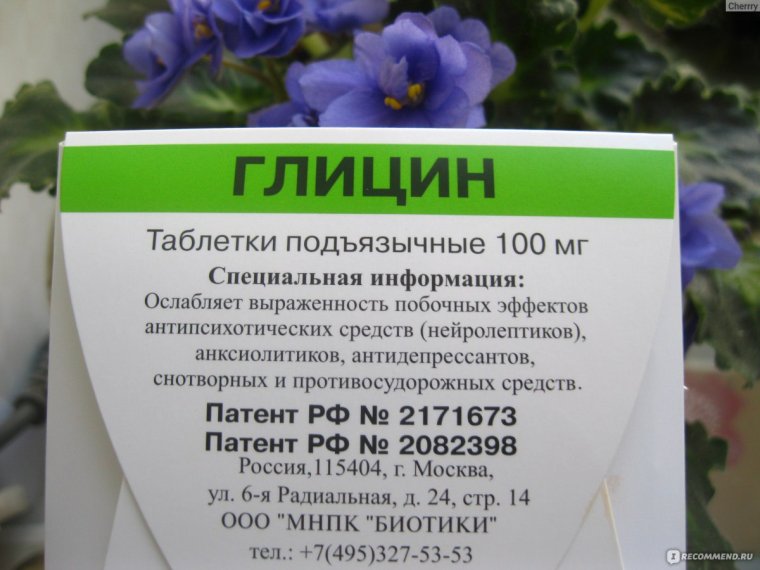 Cherrry
ГЛИЦИН
Таблетки подъязычные 100 мг
Специальная информация:
Ослабляет выраженность побочных эффектов
антипсихотических средств (нейролептиков),
анксиолитиков, антидепрессантов,
снотворных и противосудорожных средств.
Патент РФ № 2171673
Патент РФ № 2082398
Россия,115404, г. Москва,
ул. 6-я Радиальная, д. 24, стр. 14
ООО "МНПК "БИОТИКИ"
тел.: +7(495)327-53-53
IRECOMMEND.RU